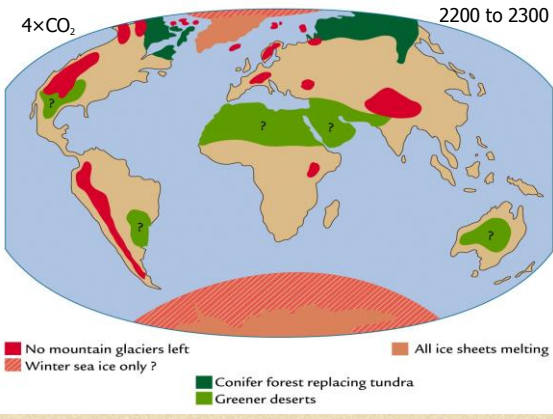 4×CO₂
2200 to 2300
?
?
?
?
?
No mountain glaciers left
All ice sheets melting
Winter sea ice only ?
Conifer forest replacing tundra
Greener deserts